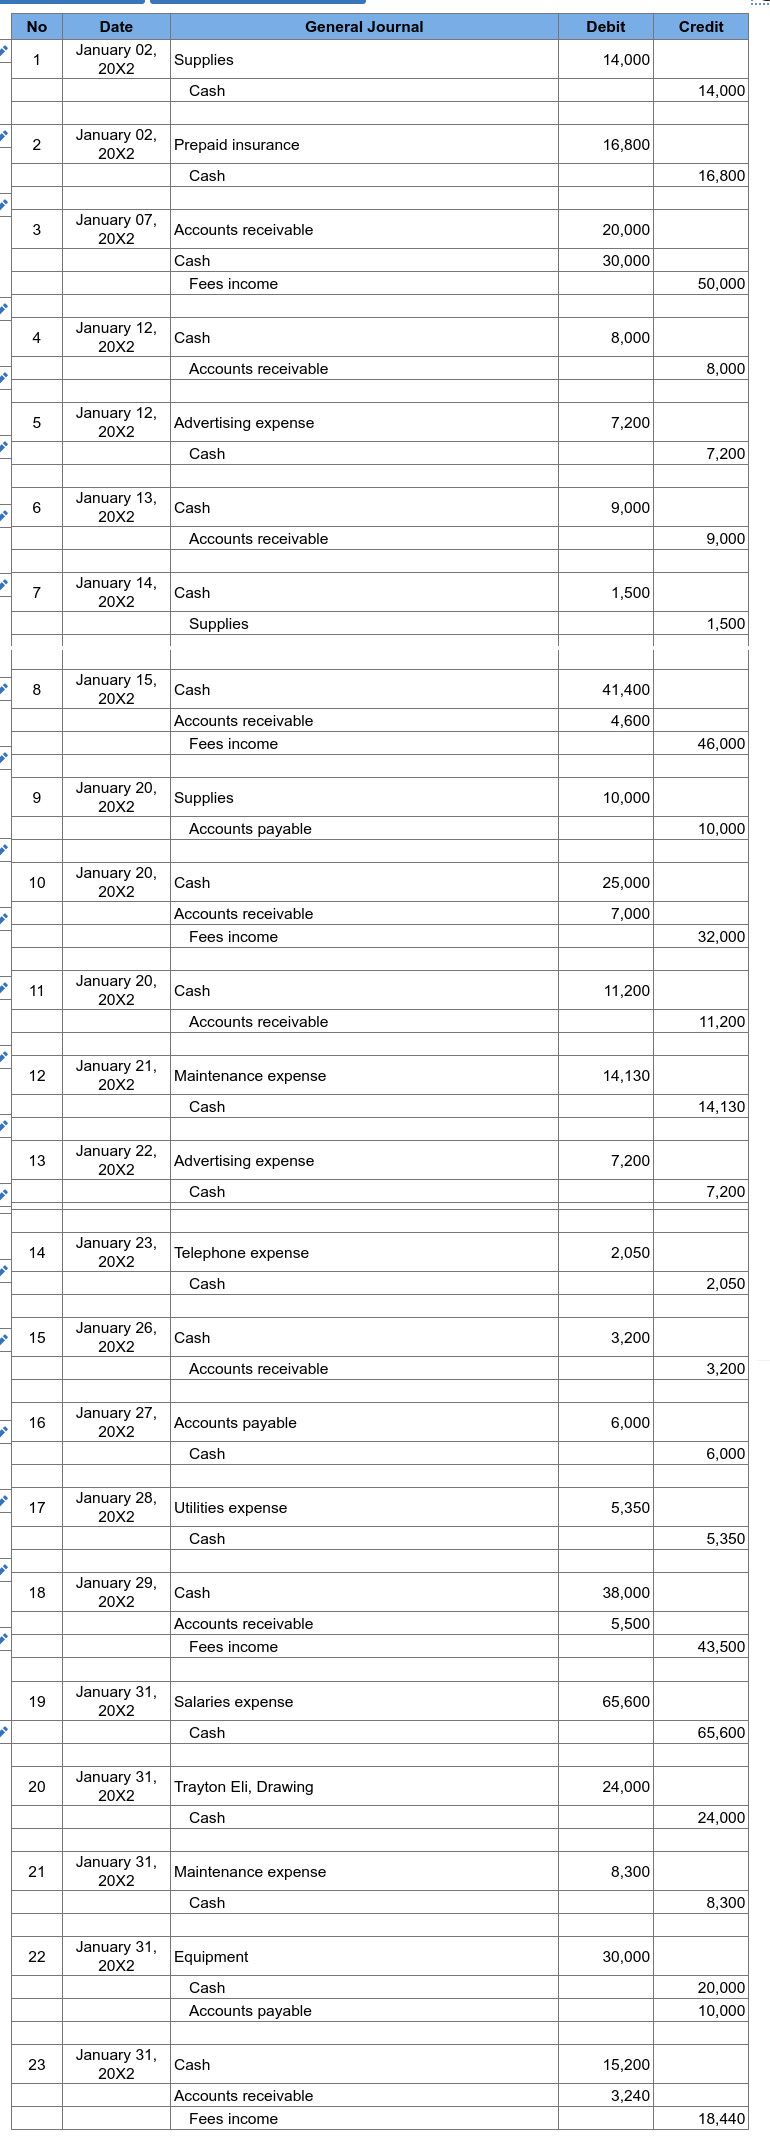 No Date General Journal Debit Credit
1 January 02, 20X2 Supplies 14,000
Cash 14,000
2 January 02, 20X2 Prepaid insurance 16,800
Cash 16,800
3 January 07, 20X2 Accounts receivable 20,000
Cash 30,000
Fees income 50,000
4 January 12, 20X2 Cash 8,000
Accounts receivable 8,000
5 January 12, 20X2 Advertising expense 7,200
Cash 7,200
6 January 13, 20X2 Cash 9,000
Accounts receivable 9,000
7 January 14, 20X2 Cash 1,500
Supplies 1,500
8 January 15, 20X2 Cash 41,400
Accounts receivable 4,600
Fees income 46,000
9 January 20, 20X2 Supplies 10,000
Accounts payable 10,000
10 January 20, 20X2 Cash 25,000
Accounts receivable 7,000
Fees income 32,000
11 January 20, 20X2 Cash 11,200
Accounts receivable 11,200
12 January 21, 20X2 Maintenance expense 14,130
Cash 14,130
13 January 22, 20X2 Advertising expense 7,200
Cash 7,200
14 January 23, 20X2 Telephone expense 2,050
Cash 2,050
15 January 26, 20X2 Cash 3,200
Accounts receivable 3,200
16 January 27, 20X2 Accounts payable 6,000
Cash 6,000
17 January 28, 20X2 Utilities expense 5,350
Cash 5,350
18 January 29, 20X2 Cash 38,000
Accounts receivable 5,500
Fees income 43,500
19 January 31, 20X2 Salaries expense 65,600
Cash 65,600
20 January 31, 20X2 Trayton Eli, Drawing 24,000
Cash 24,000
21 January 31, 20X2 Maintenance expense 8,300
Cash 8,300
22 January 31, 20X2 Equipment 30,000
Cash 20,000
Accounts payable 10,000
23 January 31, 20X2 Cash 15,200
Accounts receivable 3,240
Fees income 18,440